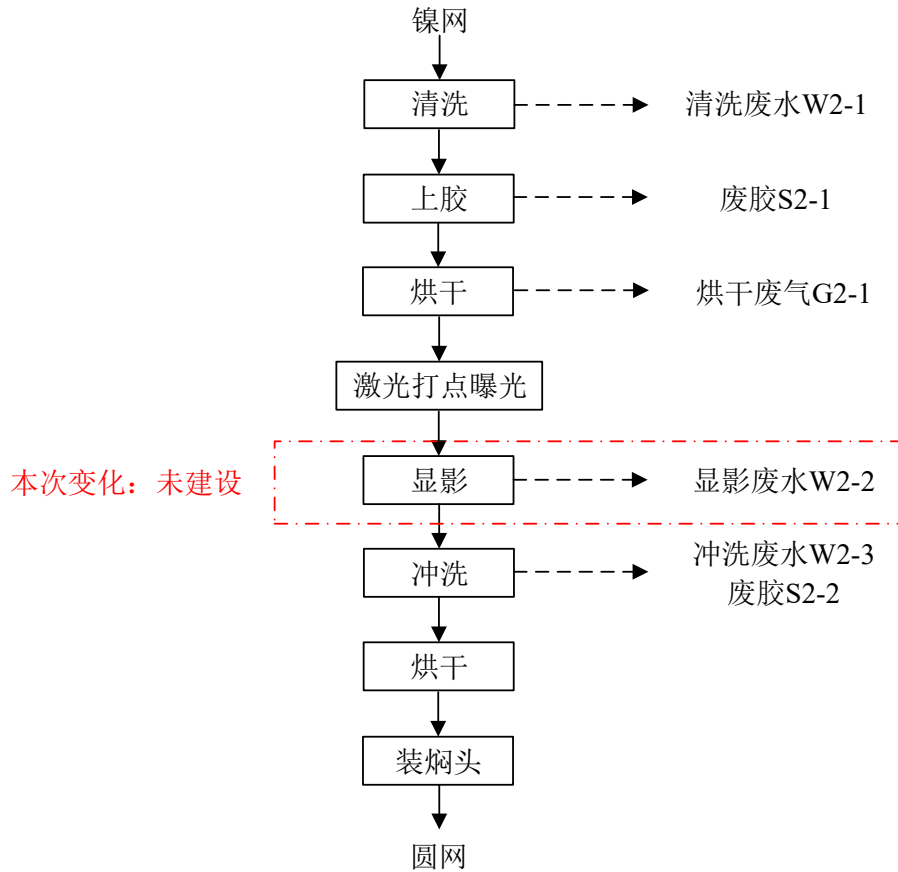 镍网
清洗
清洗废水W2-1
上胶
废胶S2-1
烘干
烘干废气G2-1
激光打点曝光
本次变化：未建设
显影
显影废水W2-2
冲洗
冲洗废水W2-3
废胶S2-2
烘干
装焖头
圆网